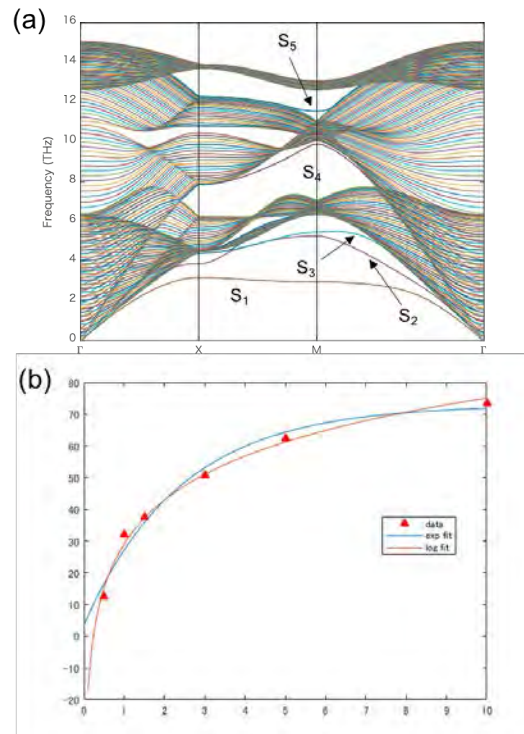 (a)
16
14
12
10
8
6
4
2
0
Frequency (THz)
S5
S4
S3
S2
S1
Γ X M Γ
(b)
80
70
60
50
40
30
20
10
0
-10
-20
data
exp fit
log fit
0 1 2 3 4 5 6 7 8 9 10